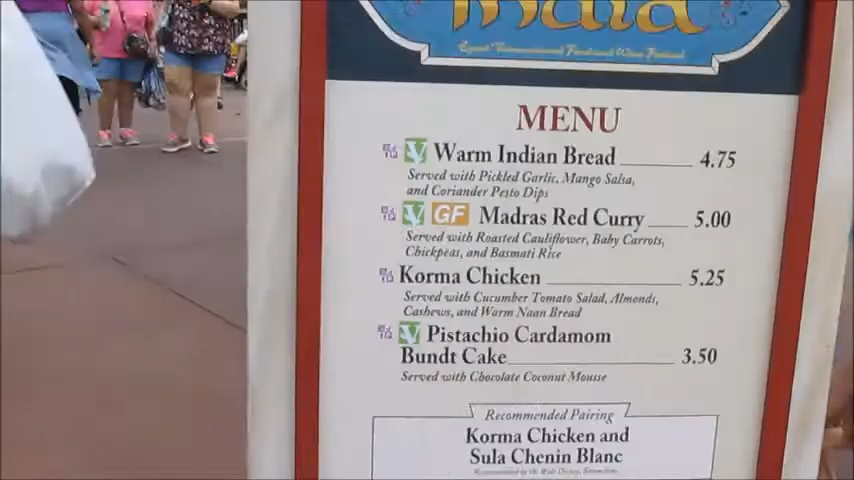 India
Epcot International Food and Wine Festival
MENU
V Warm Indian Bread 4.75
Served with Pickled Garlic, Mango Salsa,
and Coriander Pesto Dips
V GF Madras Red Curry 5.00
Served with Roasted Cauliflower, Baby Carrots,
Chickpeas, and Basmati Rice
Korma Chicken 5.25
Served with Cucumber Tomato Salad, Almonds,
Cashews, and Warm Naan Bread
V Pistachio Cardamom
Bundt Cake 3.50
Served with Chocolate Coconut Mousse
Recommended Pairing
Korma Chicken and
Sula Chenin Blanc